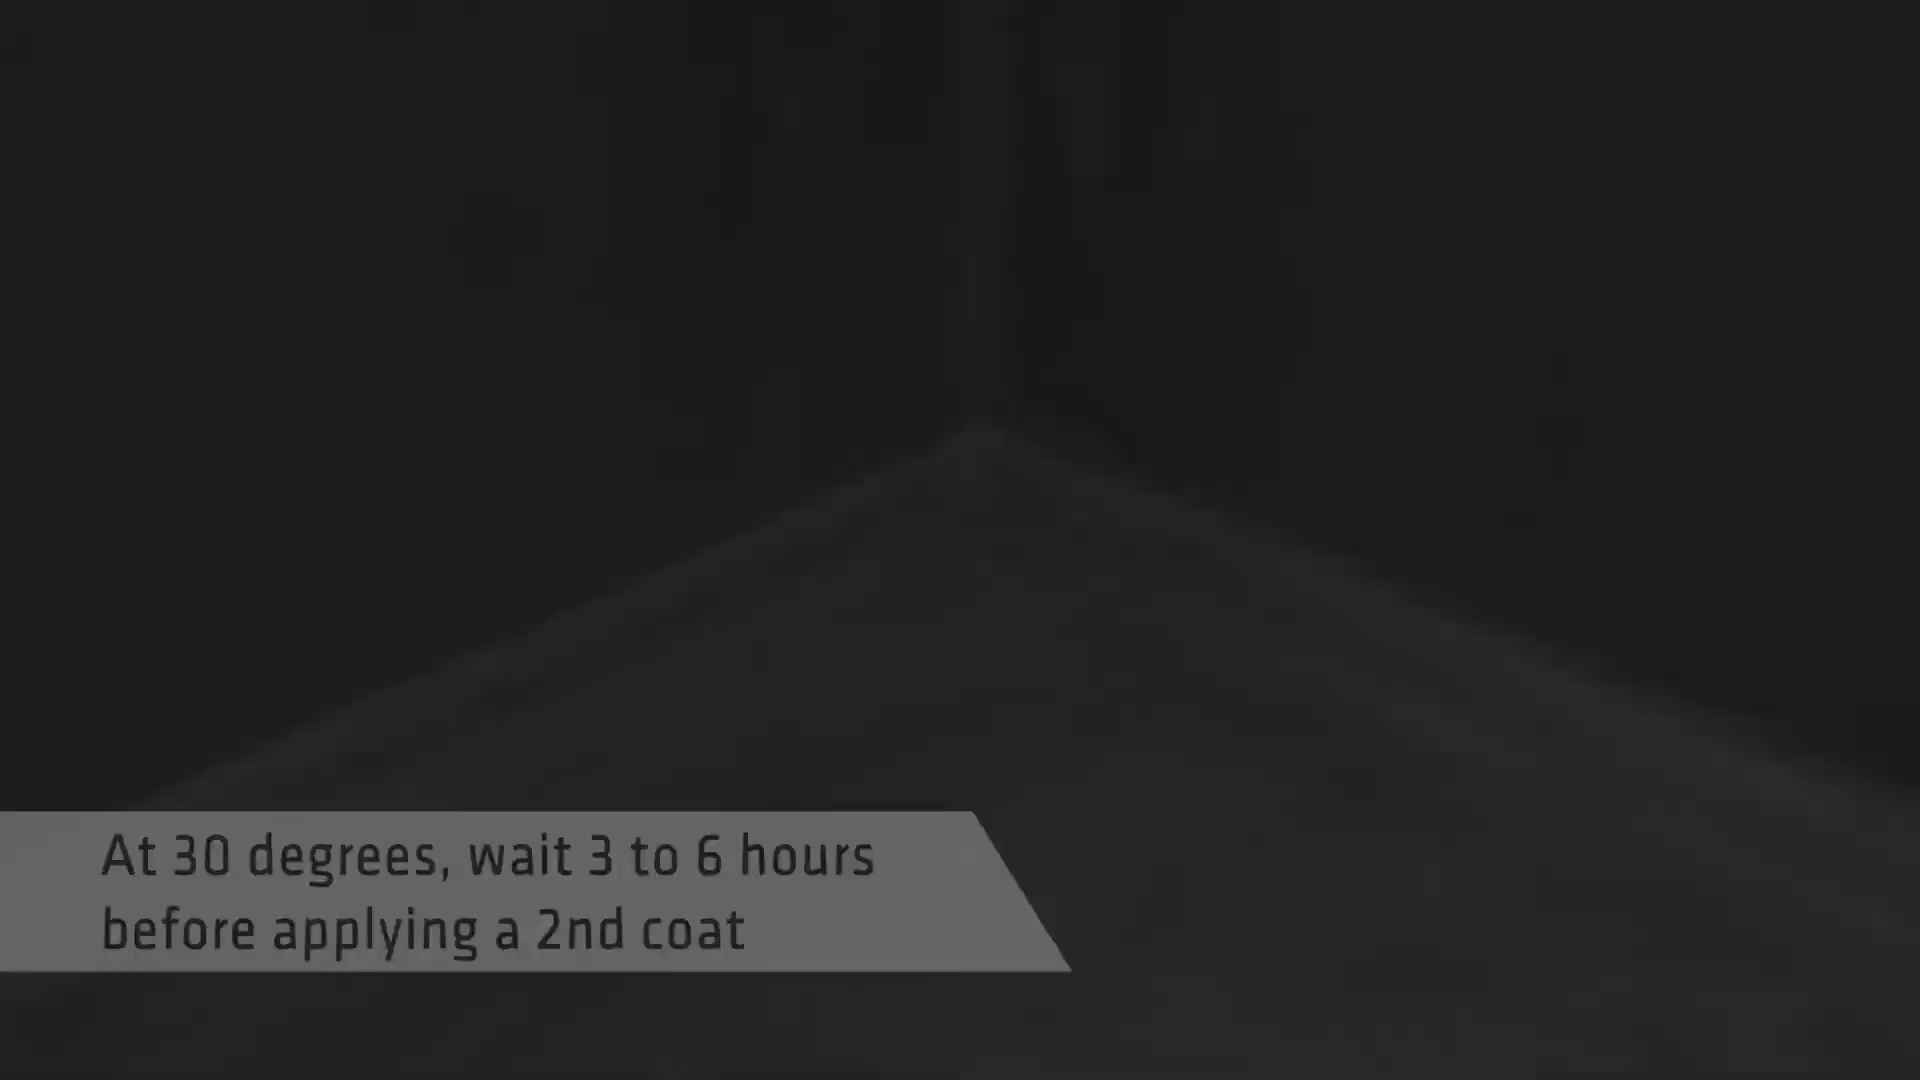 At 30 degrees, wait 3 to 6 hours
before applying a 2nd coat